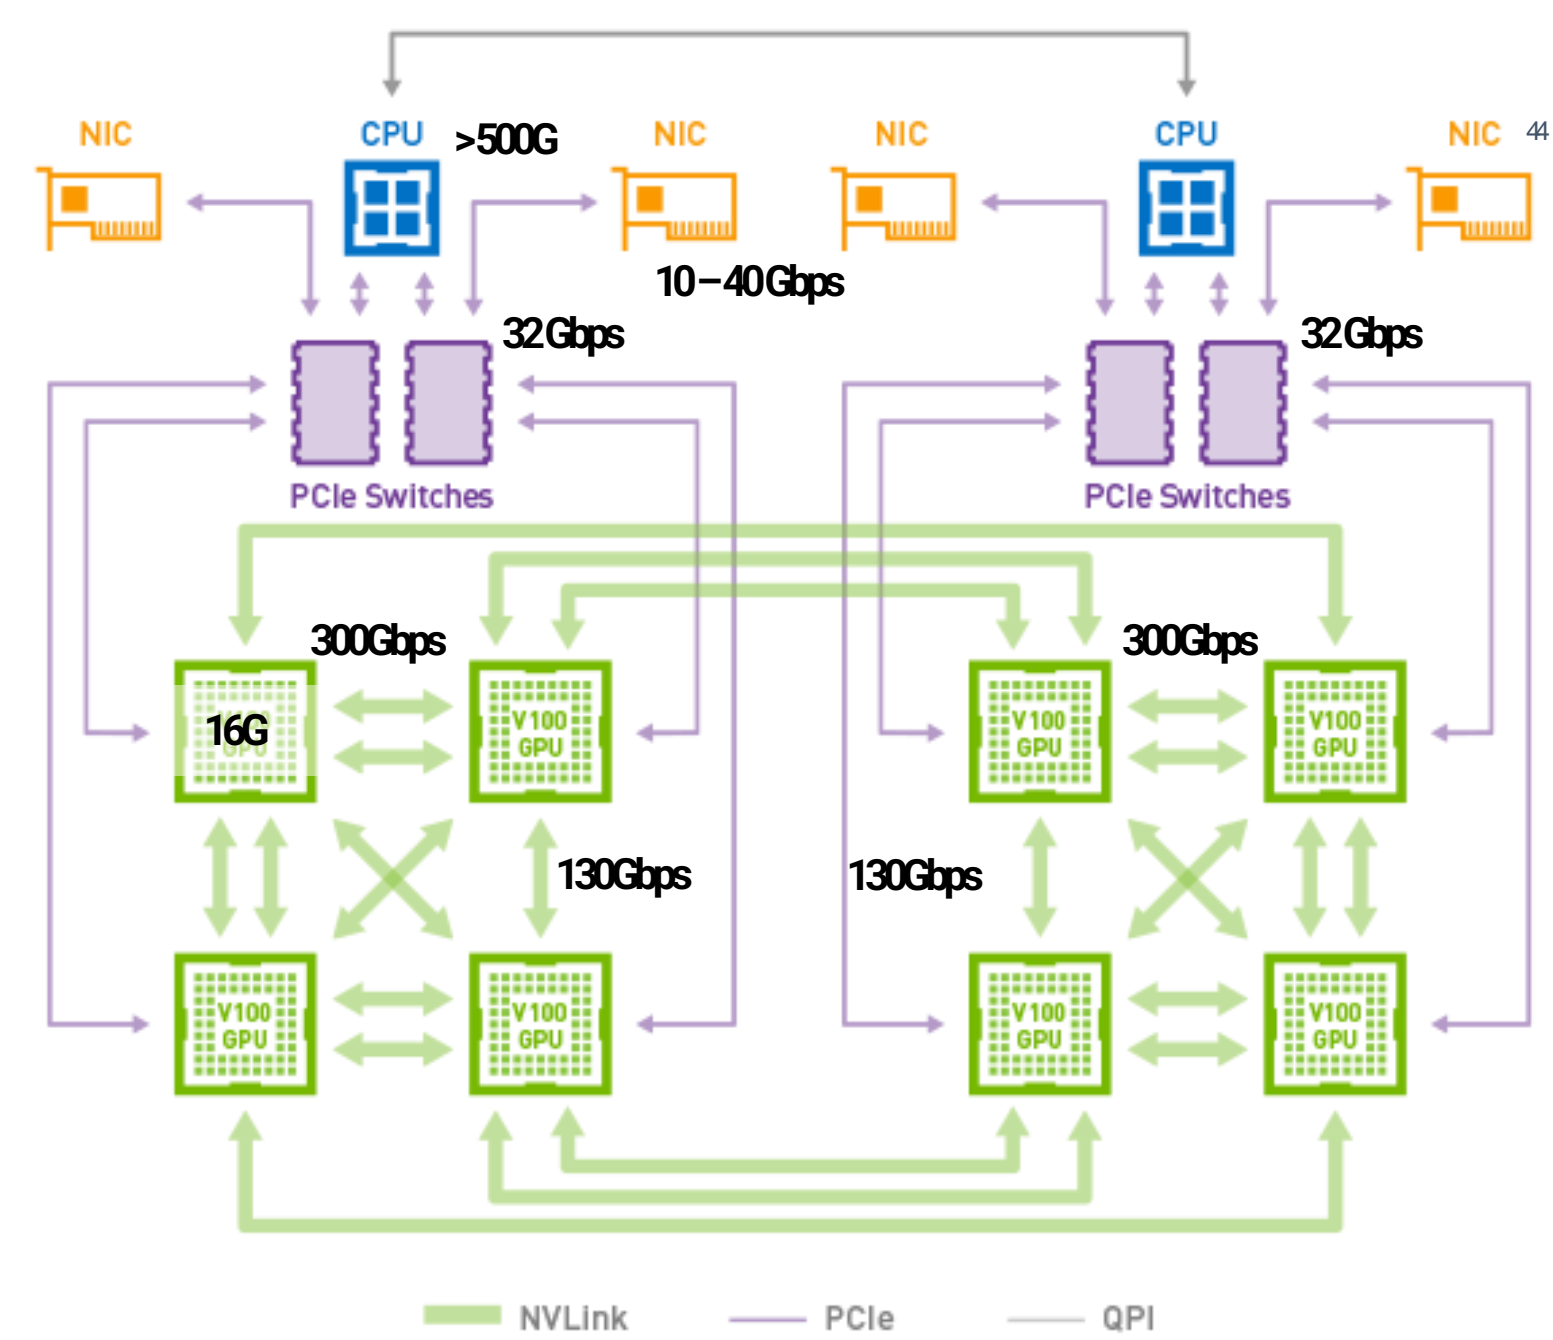 NIC
CPU
>500G
NIC
NIC
CPU
NIC
44
10–40Gbps
32Gbps
32Gbps
PCIe Switches
PCIe Switches
300Gbps
300Gbps
16G
V100
GPU
V100
GPU
V100
GPU
130Gbps
130Gbps
V100
GPU
V100
GPU
V100
GPU
V100
GPU
NVLink
PCIe
QPI